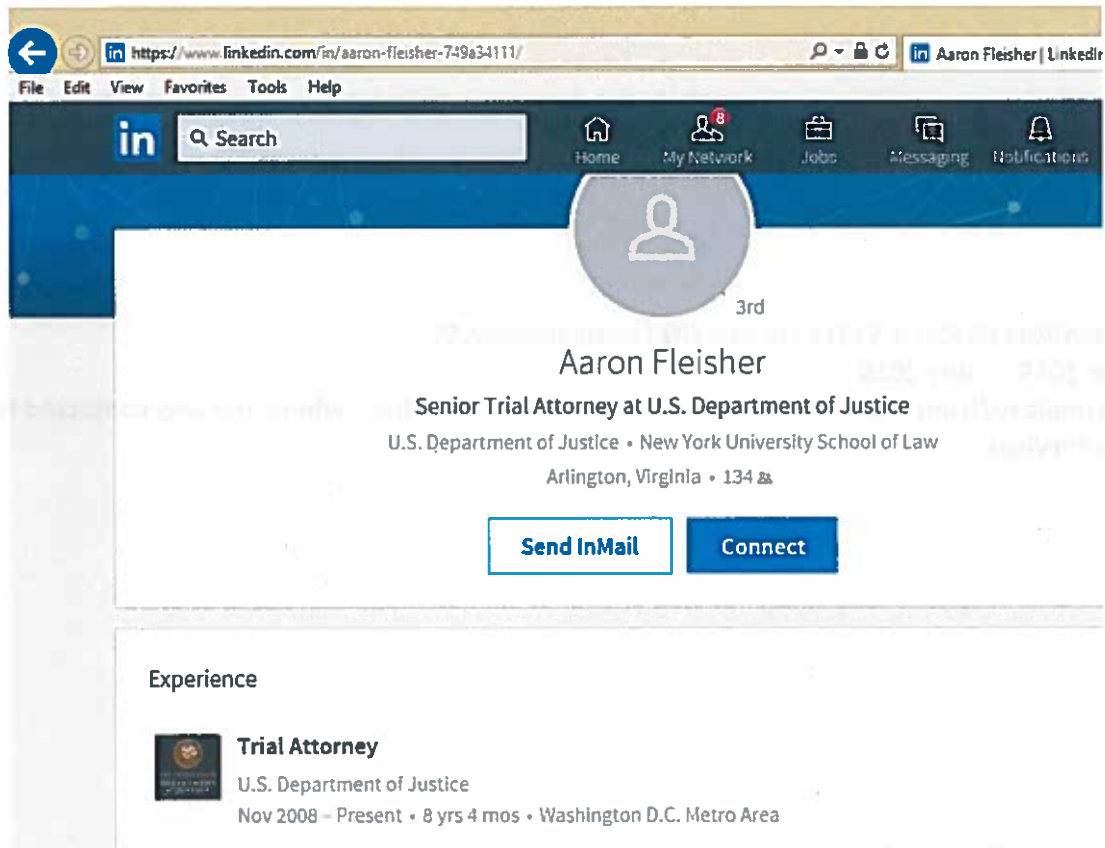 https://www.linkedin.com/in/aaron-fleisher-749a34111/
Aaron Fleisher | LinkedIn
File Edit View Favorites Tools Help
in Search
8
Home My Network Jobs Messaging Notifications
3rd
Aaron Fleisher
Senior Trial Attorney at U.S. Department of Justice
U.S. Department of Justice • New York University School of Law
Arlington, Virginia • 134
Send InMail Connect
Experience
Trial Attorney
U.S. Department of Justice
Nov 2008 – Present • 8 yrs 4 mos • Washington D.C. Metro Area